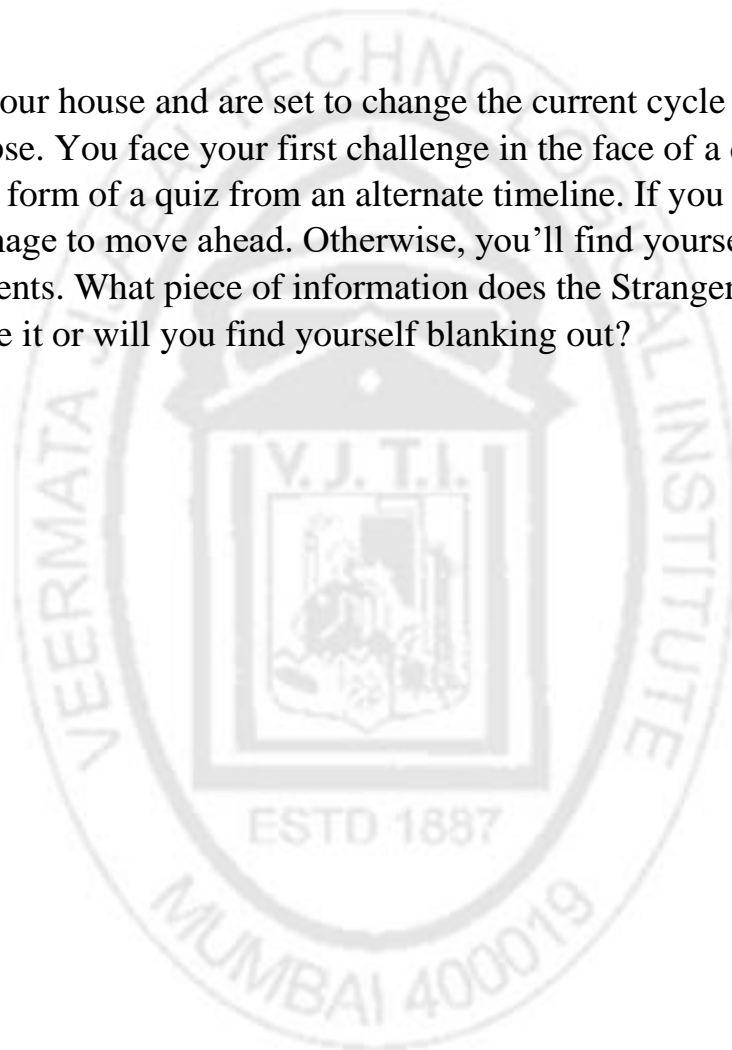 our house and are set to change the current cycle
ose. You face your first challenge in the face of a
form of a quiz from an alternate timeline. If you
nage to move ahead. Otherwise, you’ll find yourse
ents. What piece of information does the Stranger
e it or will you find yourself blanking out?
VEERMATA JIJABAI TECHNOLOGICAL INSTITUTE
V. J. T. I.
ESTD 1887
MUMBAI 400019